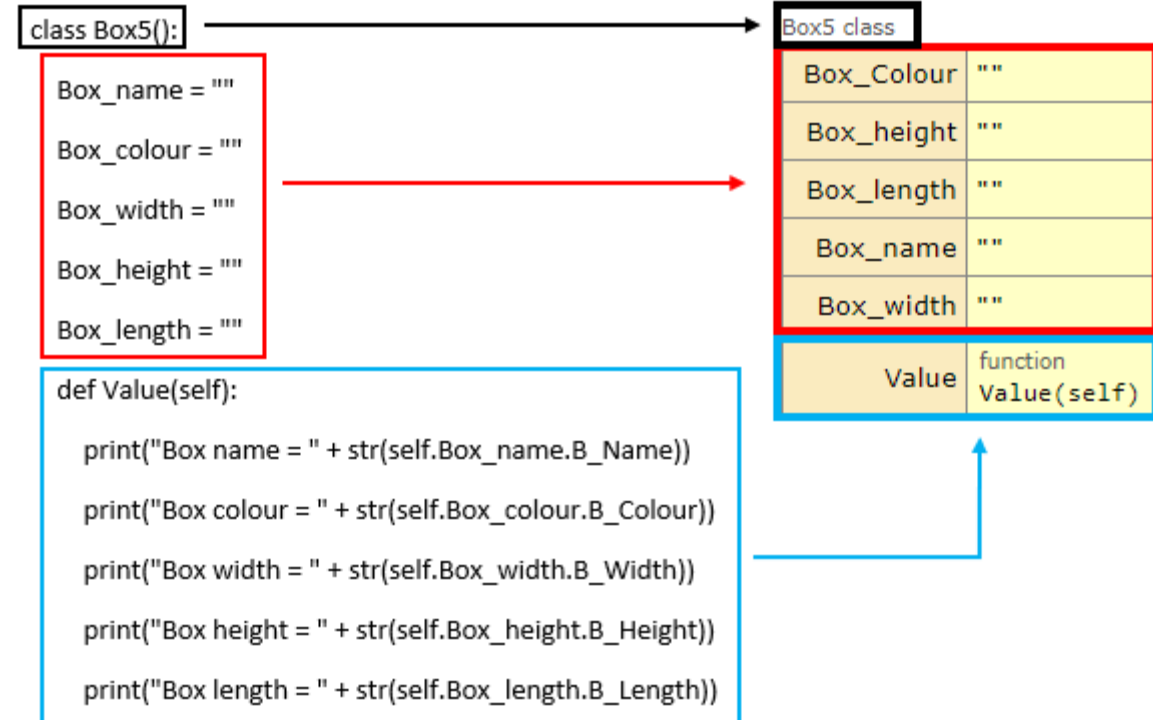 class Box5():
Box_name = ""
Box_colour = ""
Box_width = ""
Box_height = ""
Box_length = ""
def Value(self):
print("Box name = " + str(self.Box_name.B_Name))
print("Box colour = " + str(self.Box_colour.B_Colour))
print("Box width = " + str(self.Box_width.B_Width))
print("Box height = " + str(self.Box_height.B_Height))
print("Box length = " + str(self.Box_length.B_Length))
Box5 class
Box_Colour ""
Box_height ""
Box_length ""
Box_name ""
Box_width ""
Value function
Value(self)